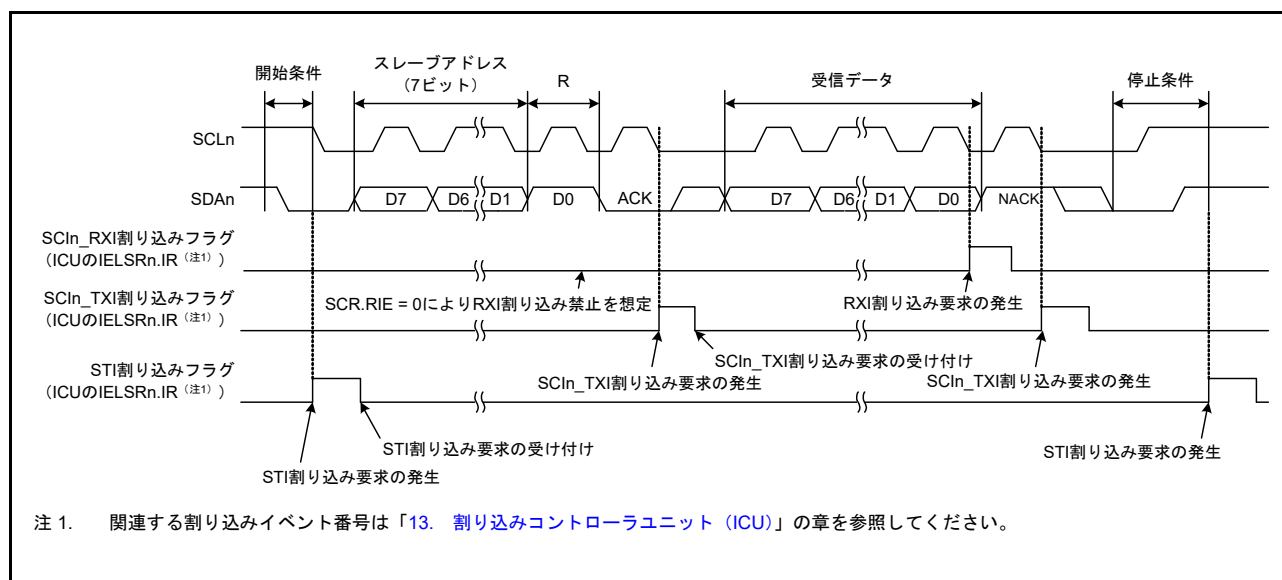 開始条件
スレーブアドレス
（7ビット）
R
受信データ
停止条件
SCLn
SDAn
D7
D6
D1
D0
ACK
D7
D6
D1
D0
NACK
SCIn_RXI割り込みフラグ
（ICUのIELSRn.IR（注1））
SCR.RIE = 0によりRXI割り込み禁止を想定
RXI割り込み要求の発生
SCIn_TXI割り込みフラグ
（ICUのIELSRn.IR（注1））
SCIn_TXI割り込み要求の受け付け
SCIn_TXI割り込み要求の発生
SCIn_TXI割り込み要求の発生
STI割り込みフラグ
（ICUのIELSRn.IR（注1））
STI割り込み要求の受け付け
STI割り込み要求の発生
STI割り込み要求の発生
注 1. 関連する割り込みイベント番号は「13. 割り込みコントローラユニット（ICU）」の章を参照してください。